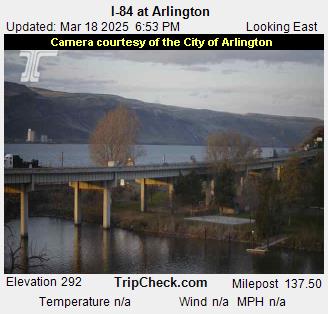 I-84 at Arlington
Updated: Mar 18 2025 6:53 PM Looking East
Camera courtesy of the City of Arlington
Elevation 292 TripCheck.com Milepost 137.50
Temperature n/a Wind n/a MPH n/a